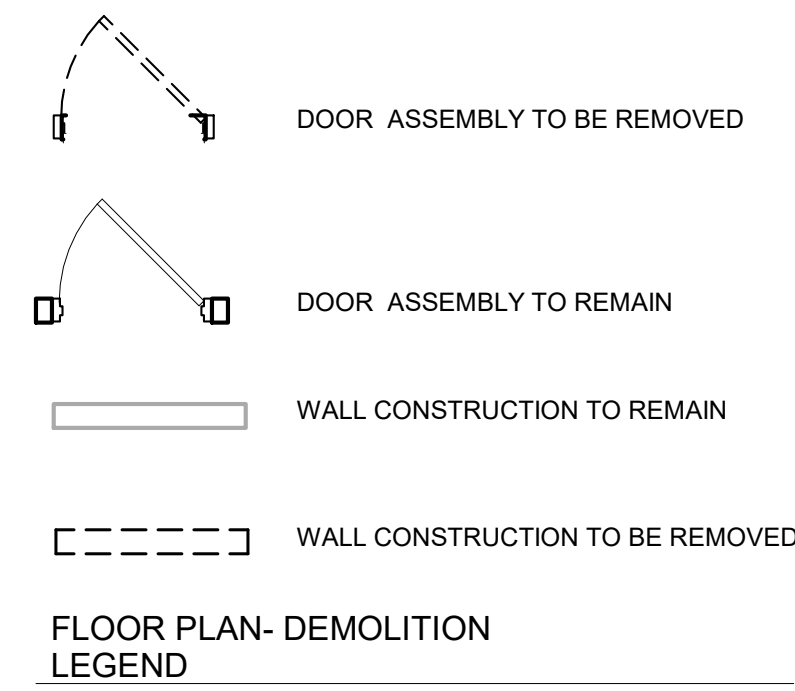 DOOR ASSEMBLY TO BE REMOVED
DOOR ASSEMBLY TO REMAIN
WALL CONSTRUCTION TO REMAIN
WALL CONSTRUCTION TO BE REMOVED
FLOOR PLAN- DEMOLITION
LEGEND